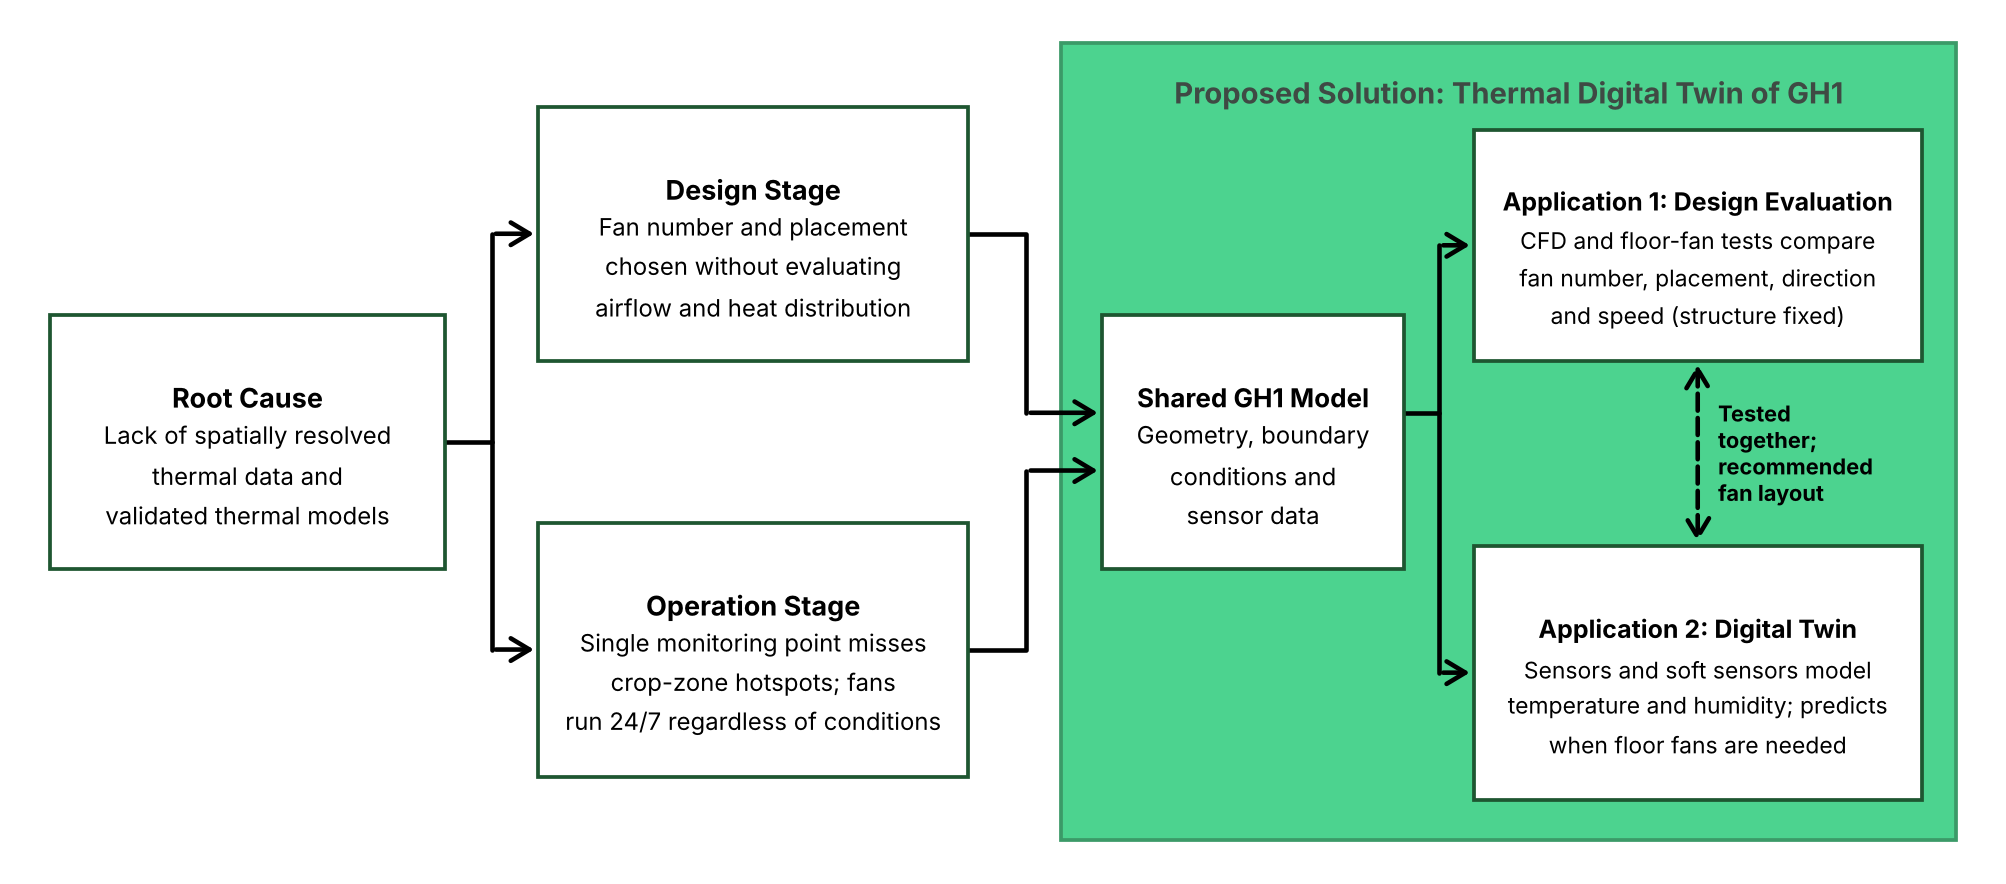 Proposed Solution: Thermal Digital Twin of GH1
Root Cause
Lack of spatially resolved
thermal data and
validated thermal models
Design Stage
Fan number and placement
chosen without evaluating
airflow and heat distribution
Operation Stage
Single monitoring point misses
crop-zone hotspots; fans
run 24/7 regardless of conditions
Shared GH1 Model
Geometry, boundary
conditions and
sensor data
Application 1: Design Evaluation
CFD and floor-fan tests compare
fan number, placement, direction
and speed (structure fixed)
Tested
together;
recommended
fan layout
Application 2: Digital Twin
Sensors and soft sensors model
temperature and humidity; predicts
when floor fans are needed